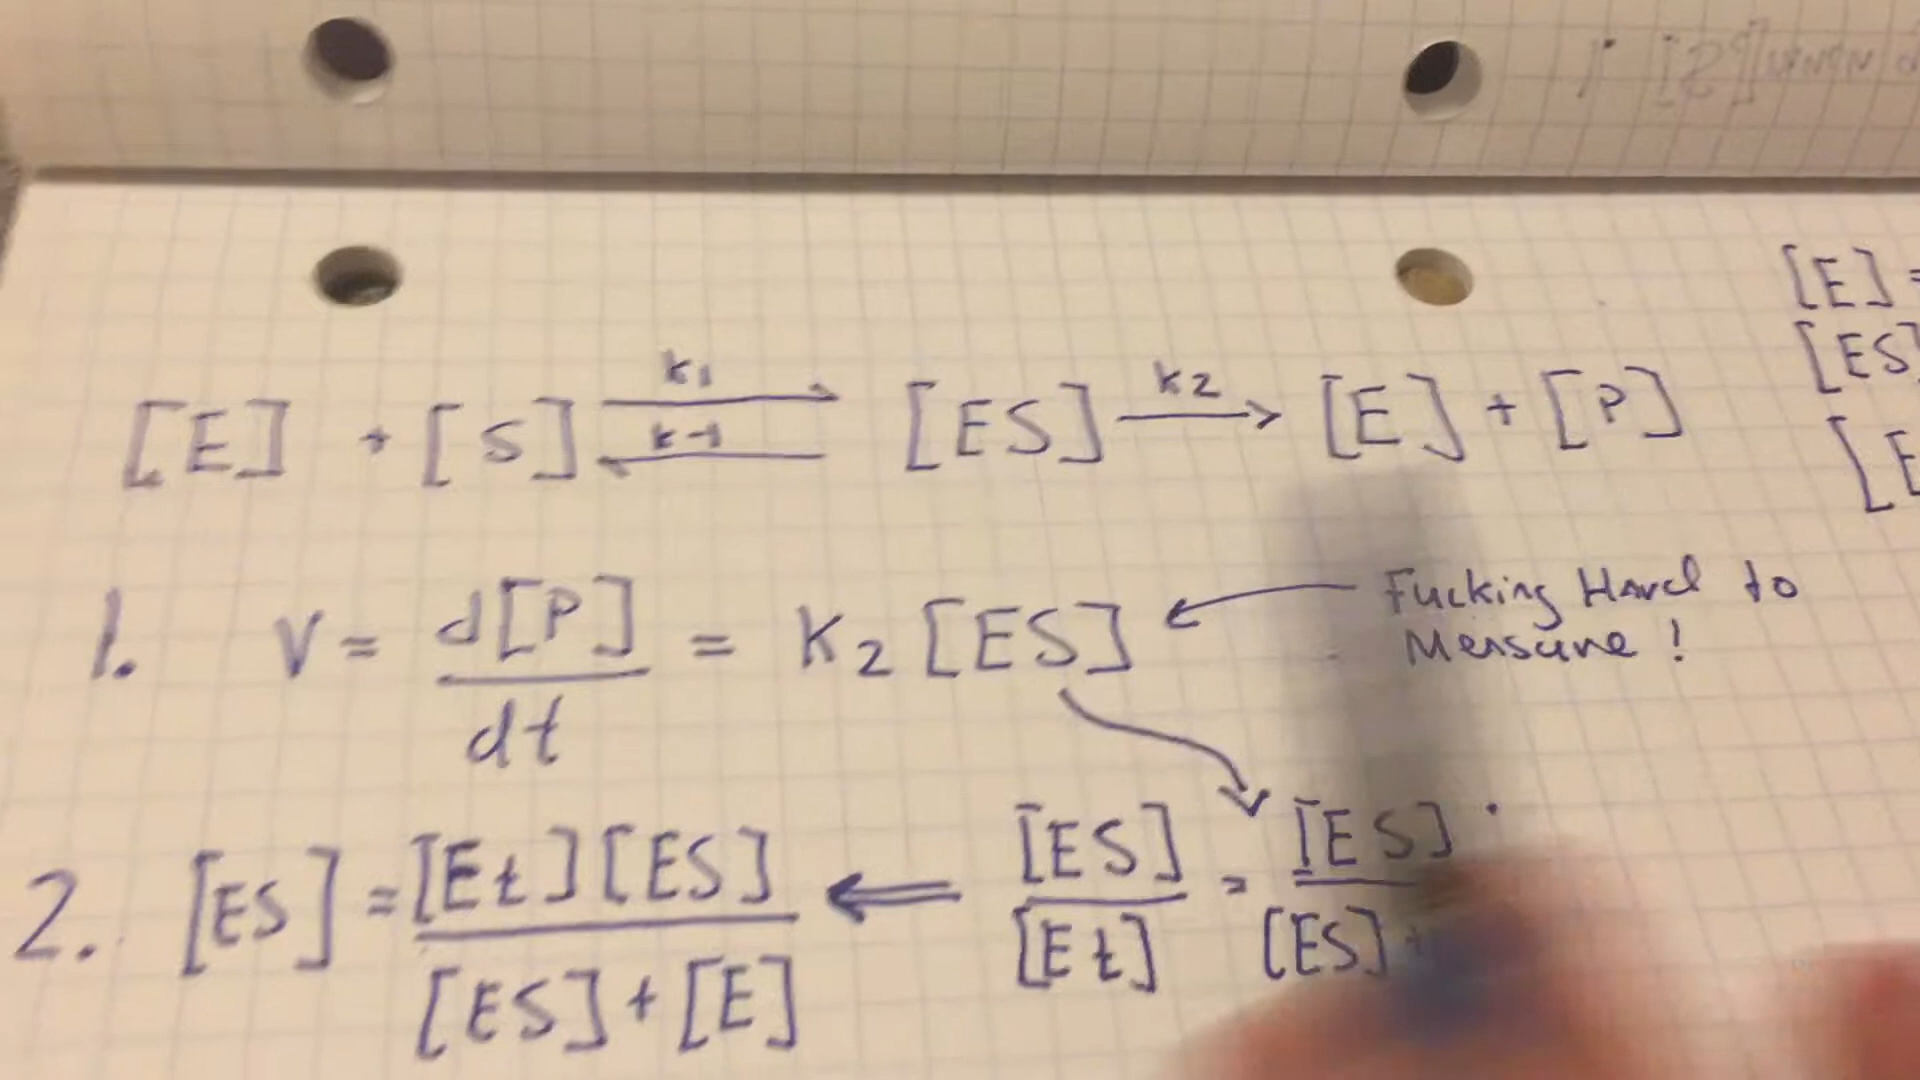 [E] =
[ES]
[E
[E] + [S] k1 k-1 [ES] k2 [E] + [P]
1. V = d[P] / dt = K2 [ES] Fucking Hard to
Measure!
2. [ES] = [Et][ES] / [ES]+[E] ⇐ [ES] / [Et] = [ES] / [ES]+